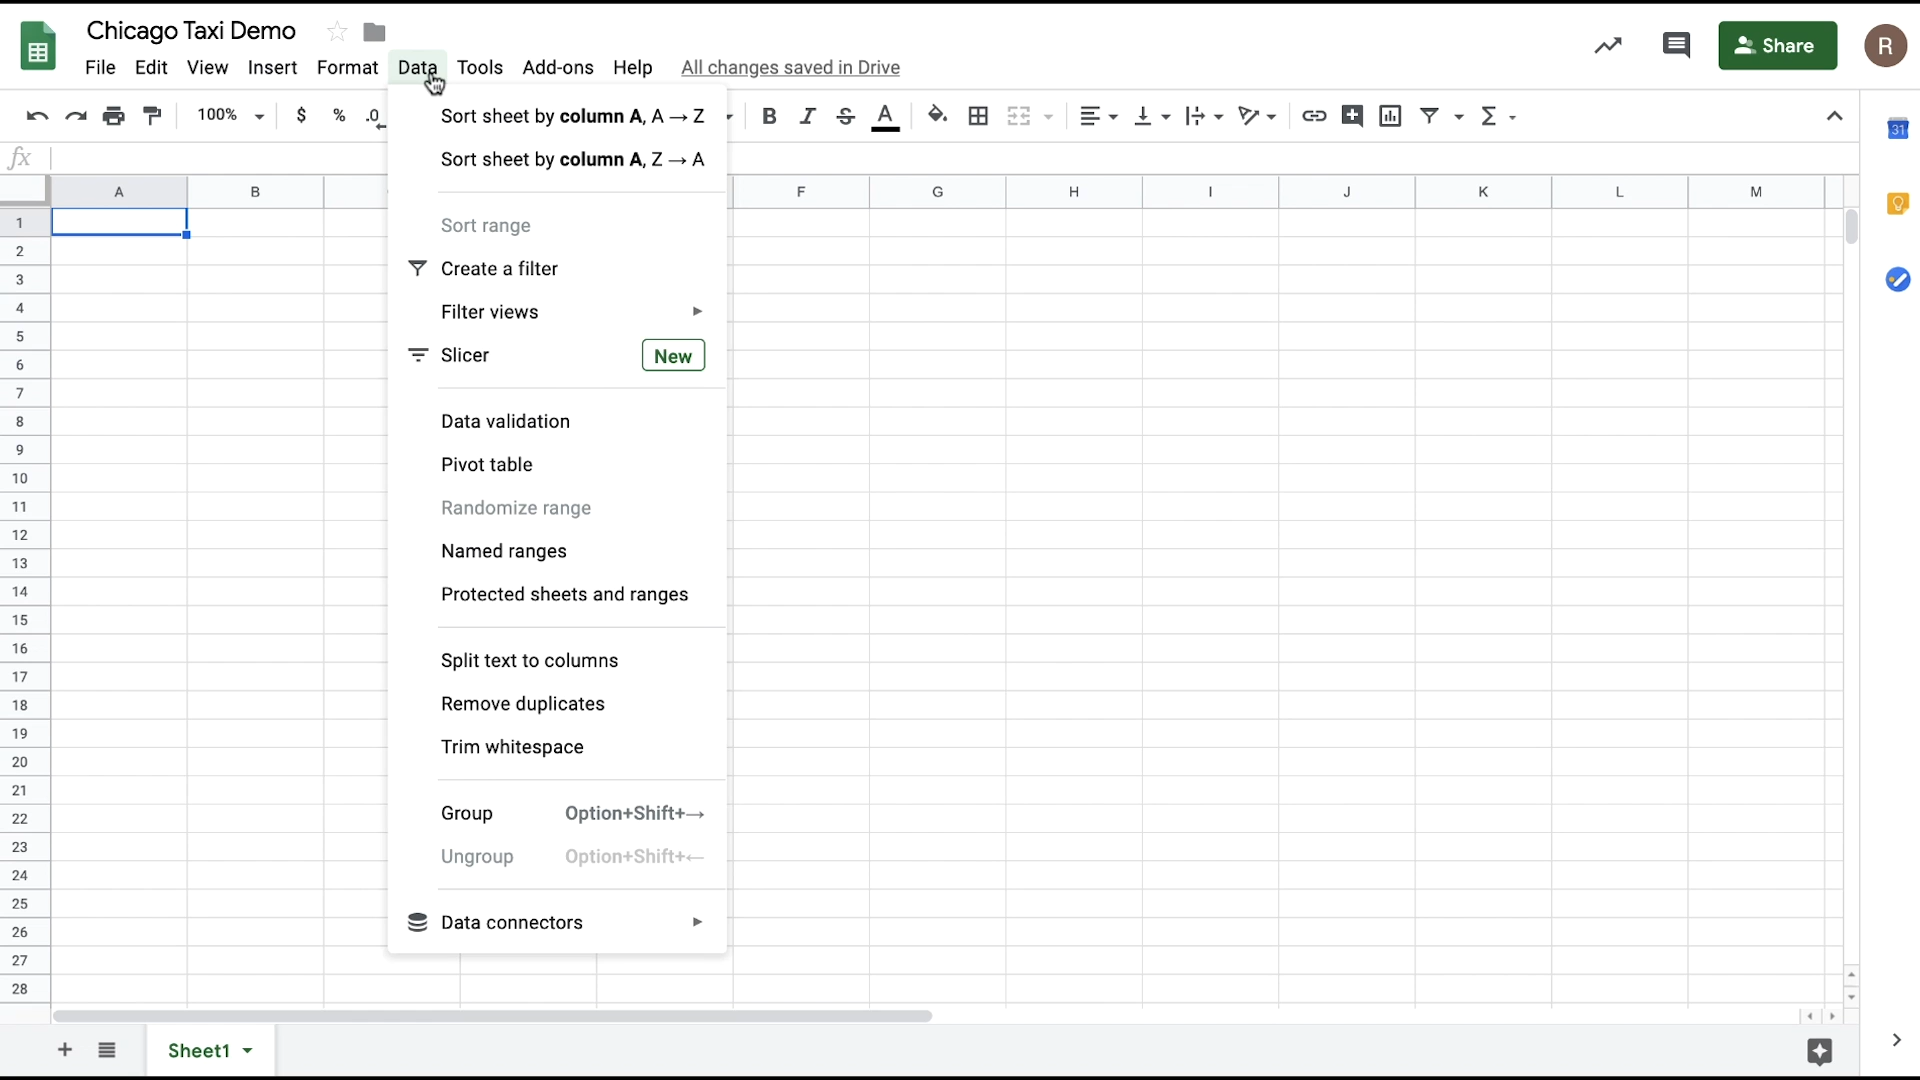 Chicago Taxi Demo
File Edit View Insert Format Data Tools Add-ons Help All changes saved in Drive
Share
R
100% $ % .0 B I S A Σ
31
fx
A B F G H I J K L M
Sort sheet by column A, A → Z
Sort sheet by column A, Z → A
Sort range
Create a filter
Filter views
Slicer New
Data validation
Pivot table
Randomize range
Named ranges
Protected sheets and ranges
Split text to columns
Remove duplicates
Trim whitespace
Group Option+Shift+→
Ungroup Option+Shift+←
Data connectors
1
2
3
4
5
6
7
8
9
10
11
12
13
14
15
16
17
18
19
20
21
22
23
24
25
26
27
28
Sheet1